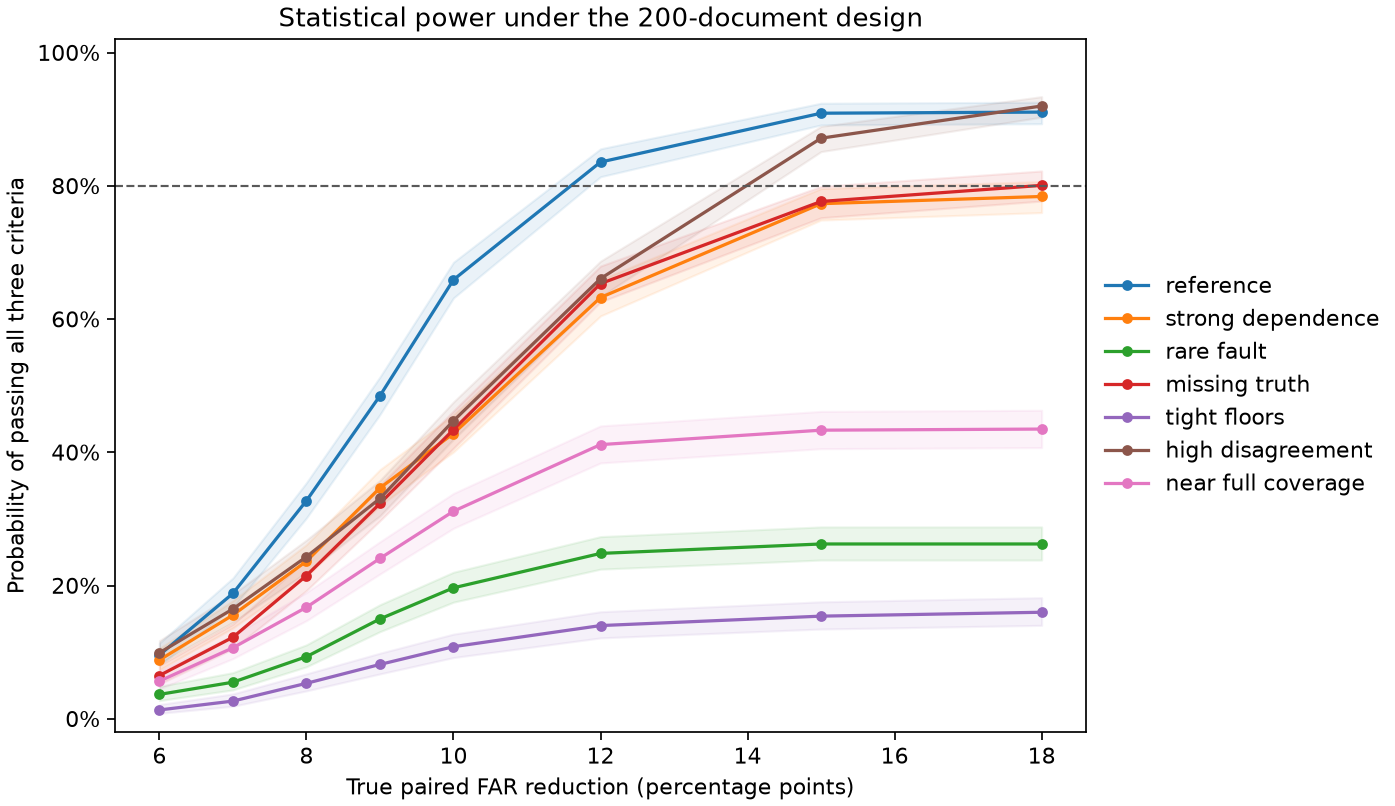 Statistical power under the 200-document design
Probability of passing all three criteria
100%
80%
60%
40%
20%
0%
6
8
10
12
14
16
18
True paired FAR reduction (percentage points)
reference
strong dependence
rare fault
missing truth
tight floors
high disagreement
near full coverage